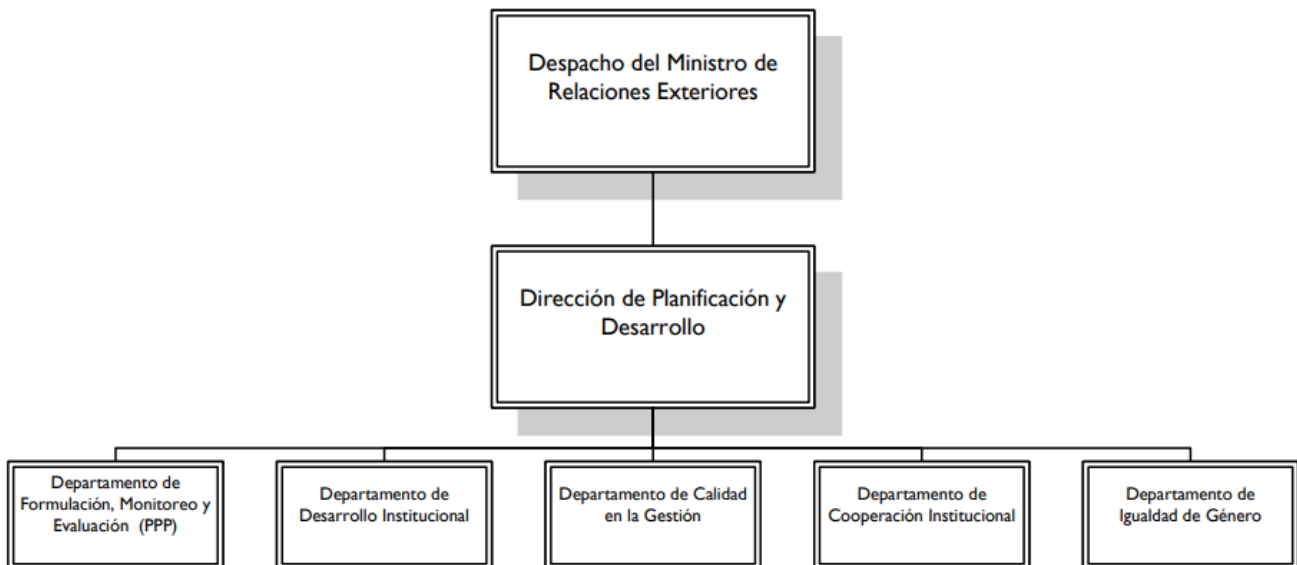 Despacho del Ministro de
Relaciones Exteriores
Dirección de Planificación y
Desarrollo
Departamento de
Formulación, Monitoreo y
Evaluación (PPP)
Departamento de
Desarrollo Institucional
Departamento de Calidad
en la Gestión
Departamento de
Cooperación Institucional
Departamento de
Igualdad de Género